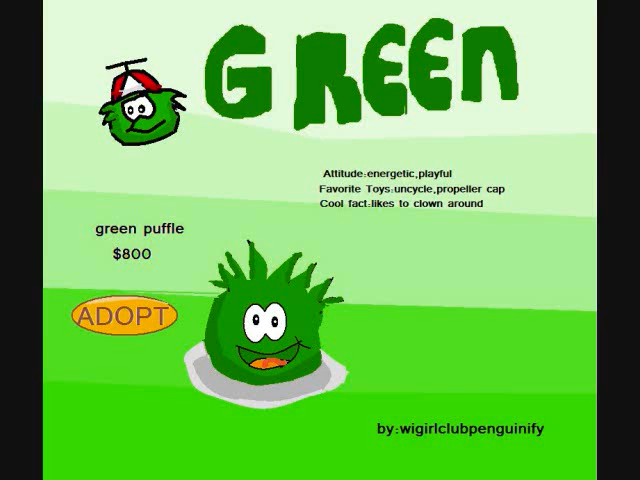 GREEn
Attitude:energetic,playful
Favorite Toys:uncycle,propeller cap
Cool fact:likes to clown around
green puffle
$800
ADOPT
by:wigirlclubpenguinify